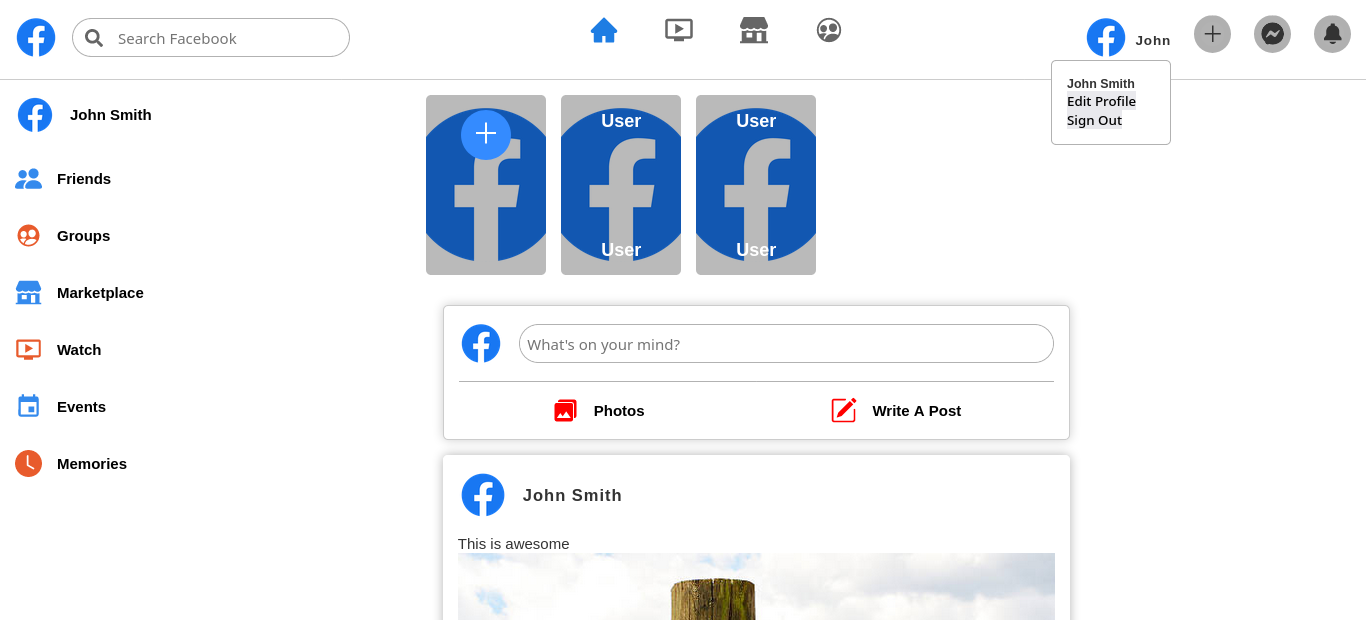 Search Facebook
John
John Smith
Edit Profile
Sign Out
John Smith
Friends
Groups
Marketplace
Watch
Events
Memories
User
User
User
User
What's on your mind?
Photos
Write A Post
John Smith
This is awesome